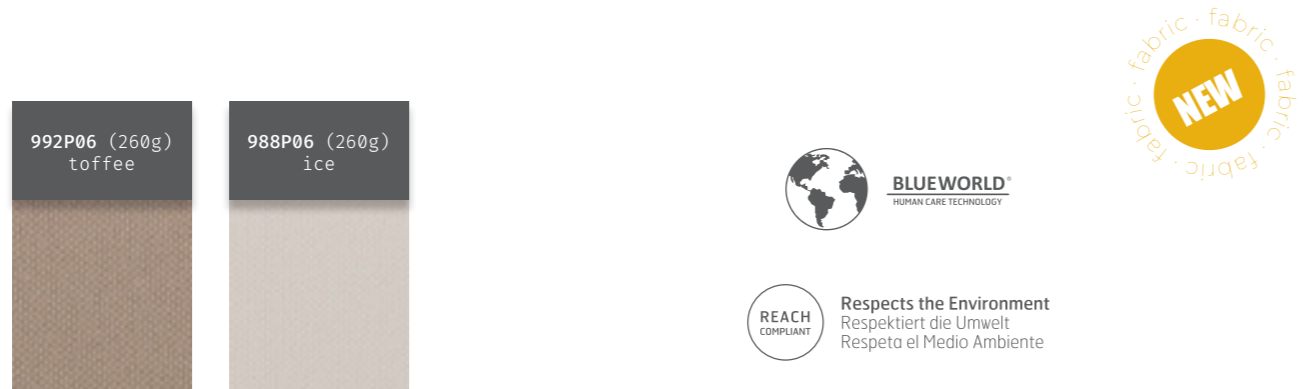 992P06 (260g)
toffee
988P06 (260g)
ice
fabric · fabric · fabric · fabric · fabric ·
NEW
BLUEWORLD®
HUMAN CARE TECHNOLOGY
REACH
COMPLIANT
Respects the Environment
Respektiert die Umwelt
Respeta el Medio Ambiente